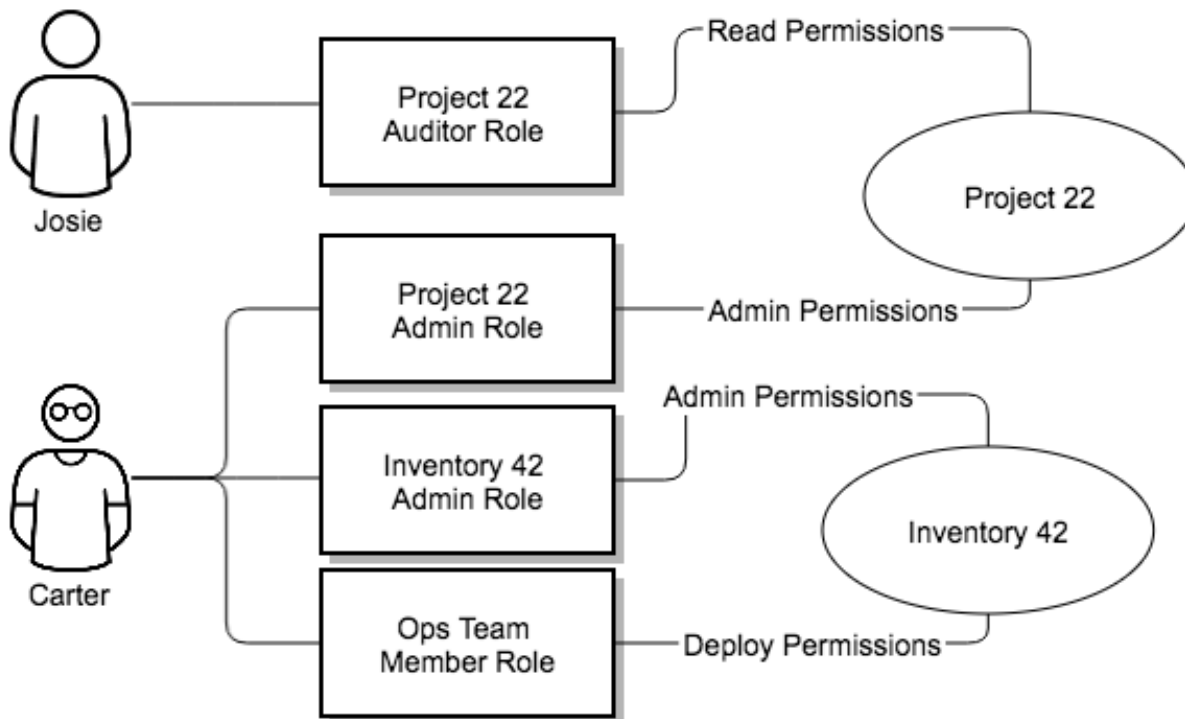 Read Permissions
Project 22
Auditor Role
Project 22
Josie
Project 22
Admin Role
Admin Permissions
Admin Permissions
Inventory 42
Admin Role
Inventory 42
Carter
Ops Team
Member Role
Deploy Permissions